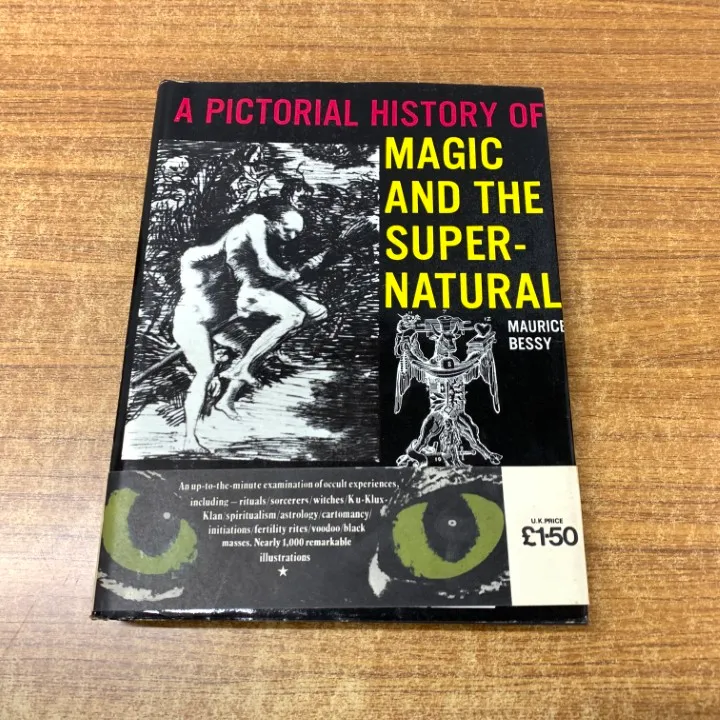 A PICTORIAL HISTORY OF
MAGIC
AND THE
SUPER-
NATURAL
MAURICE
BESSY
An up-to-the-minute examination of occult experiences,
including – rituals/sorcerers/witches/Ku-Klux-
Klan/spiritualism/astrology/cartomancy/
initiations/fertility rites/voodoo/black
masses. Nearly 1,000 remarkable
illustrations
★
U.K. PRICE
£1·50